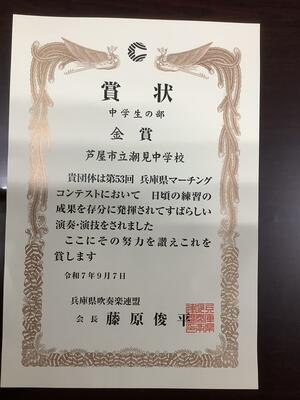 賞状
中学生の部
金賞
芦屋市立潮見中学校
貴団体は第53回 兵庫県マーチング
コンテストにおいて 日頃の練習の
成果を存分に発揮されてすばらしい
演奏・演技をされました
ここにその努力を讃えこれを
賞します
令和7年9月7日
兵庫県吹奏楽連盟
会長 藤原俊平